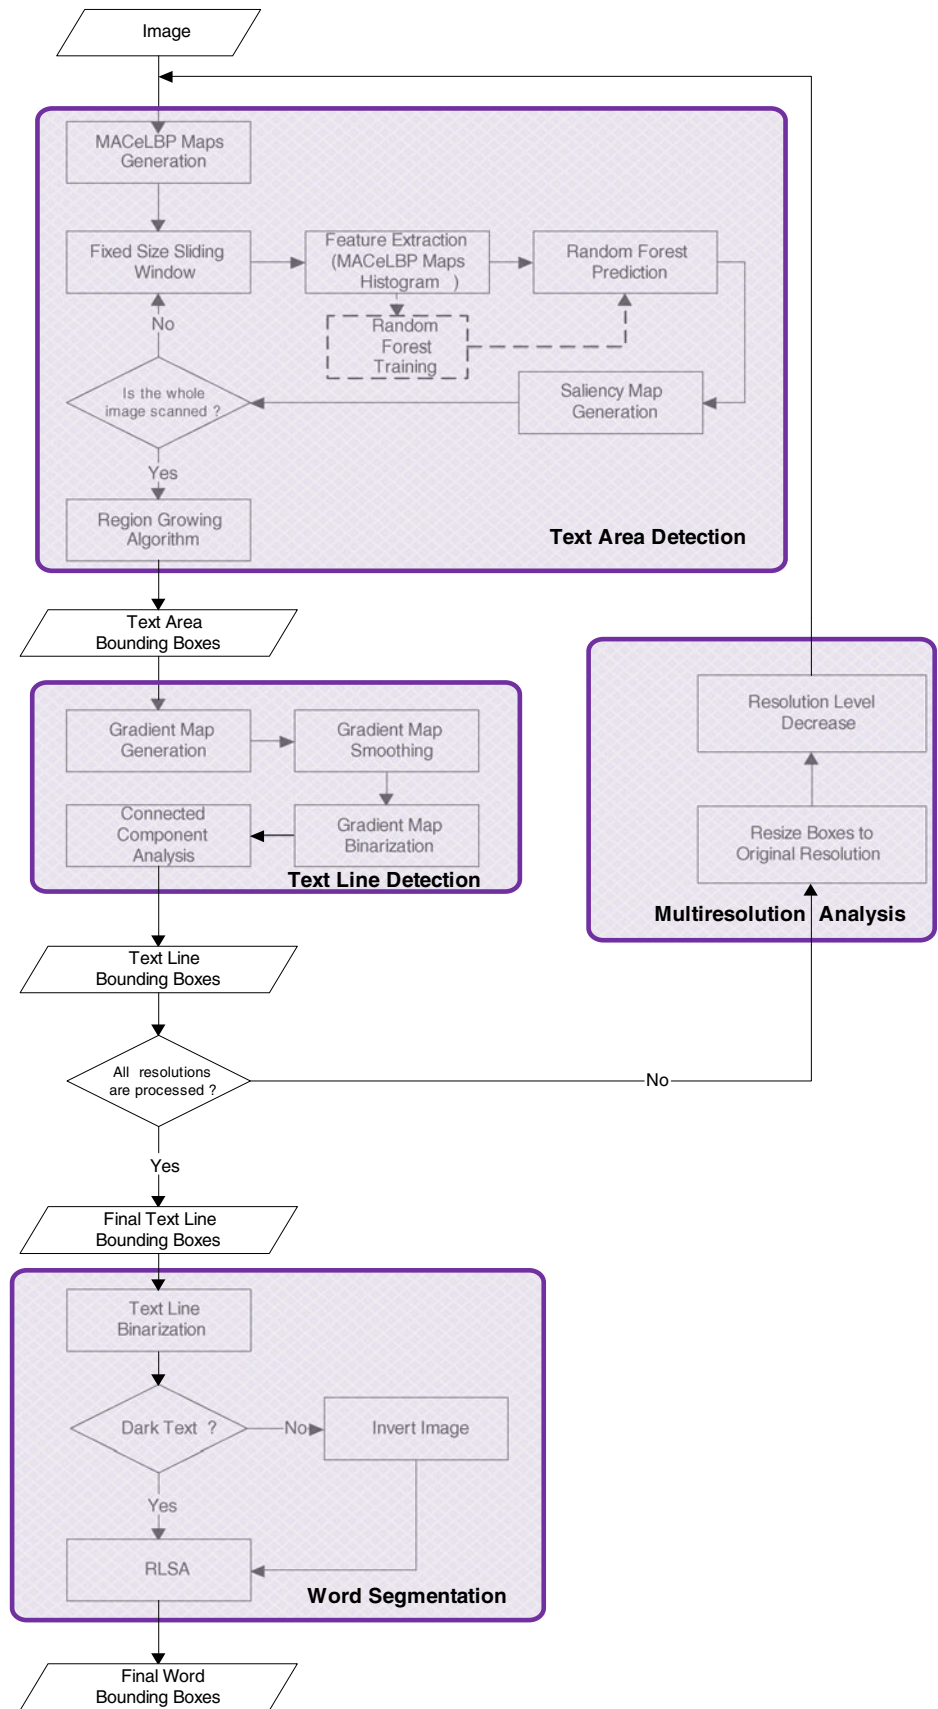 Image
MACeLBP Maps
Generation
Fixed Size Sliding
Window
Feature Extraction
(MACeLBP Maps
Histogram )
Random Forest
Prediction
No
Random
Forest
Training
Is the whole
image scanned ?
Saliency Map
Generation
Yes
Region Growing
Algorithm
Text Area Detection
Text Area
Bounding Boxes
Gradient Map
Generation
Gradient Map
Smoothing
Connected
Component
Analysis
Gradient Map
Binarization
Text Line Detection
Resolution Level
Decrease
Resize Boxes to
Original Resolution
Multiresolution Analysis
Text Line
Bounding Boxes
All resolutions
are processed ?
No
Yes
Final Text Line
Bounding Boxes
Text Line
Binarization
Dark Text ?
No
Invert Image
Yes
RLSA
Word Segmentation
Final Word
Bounding Boxes